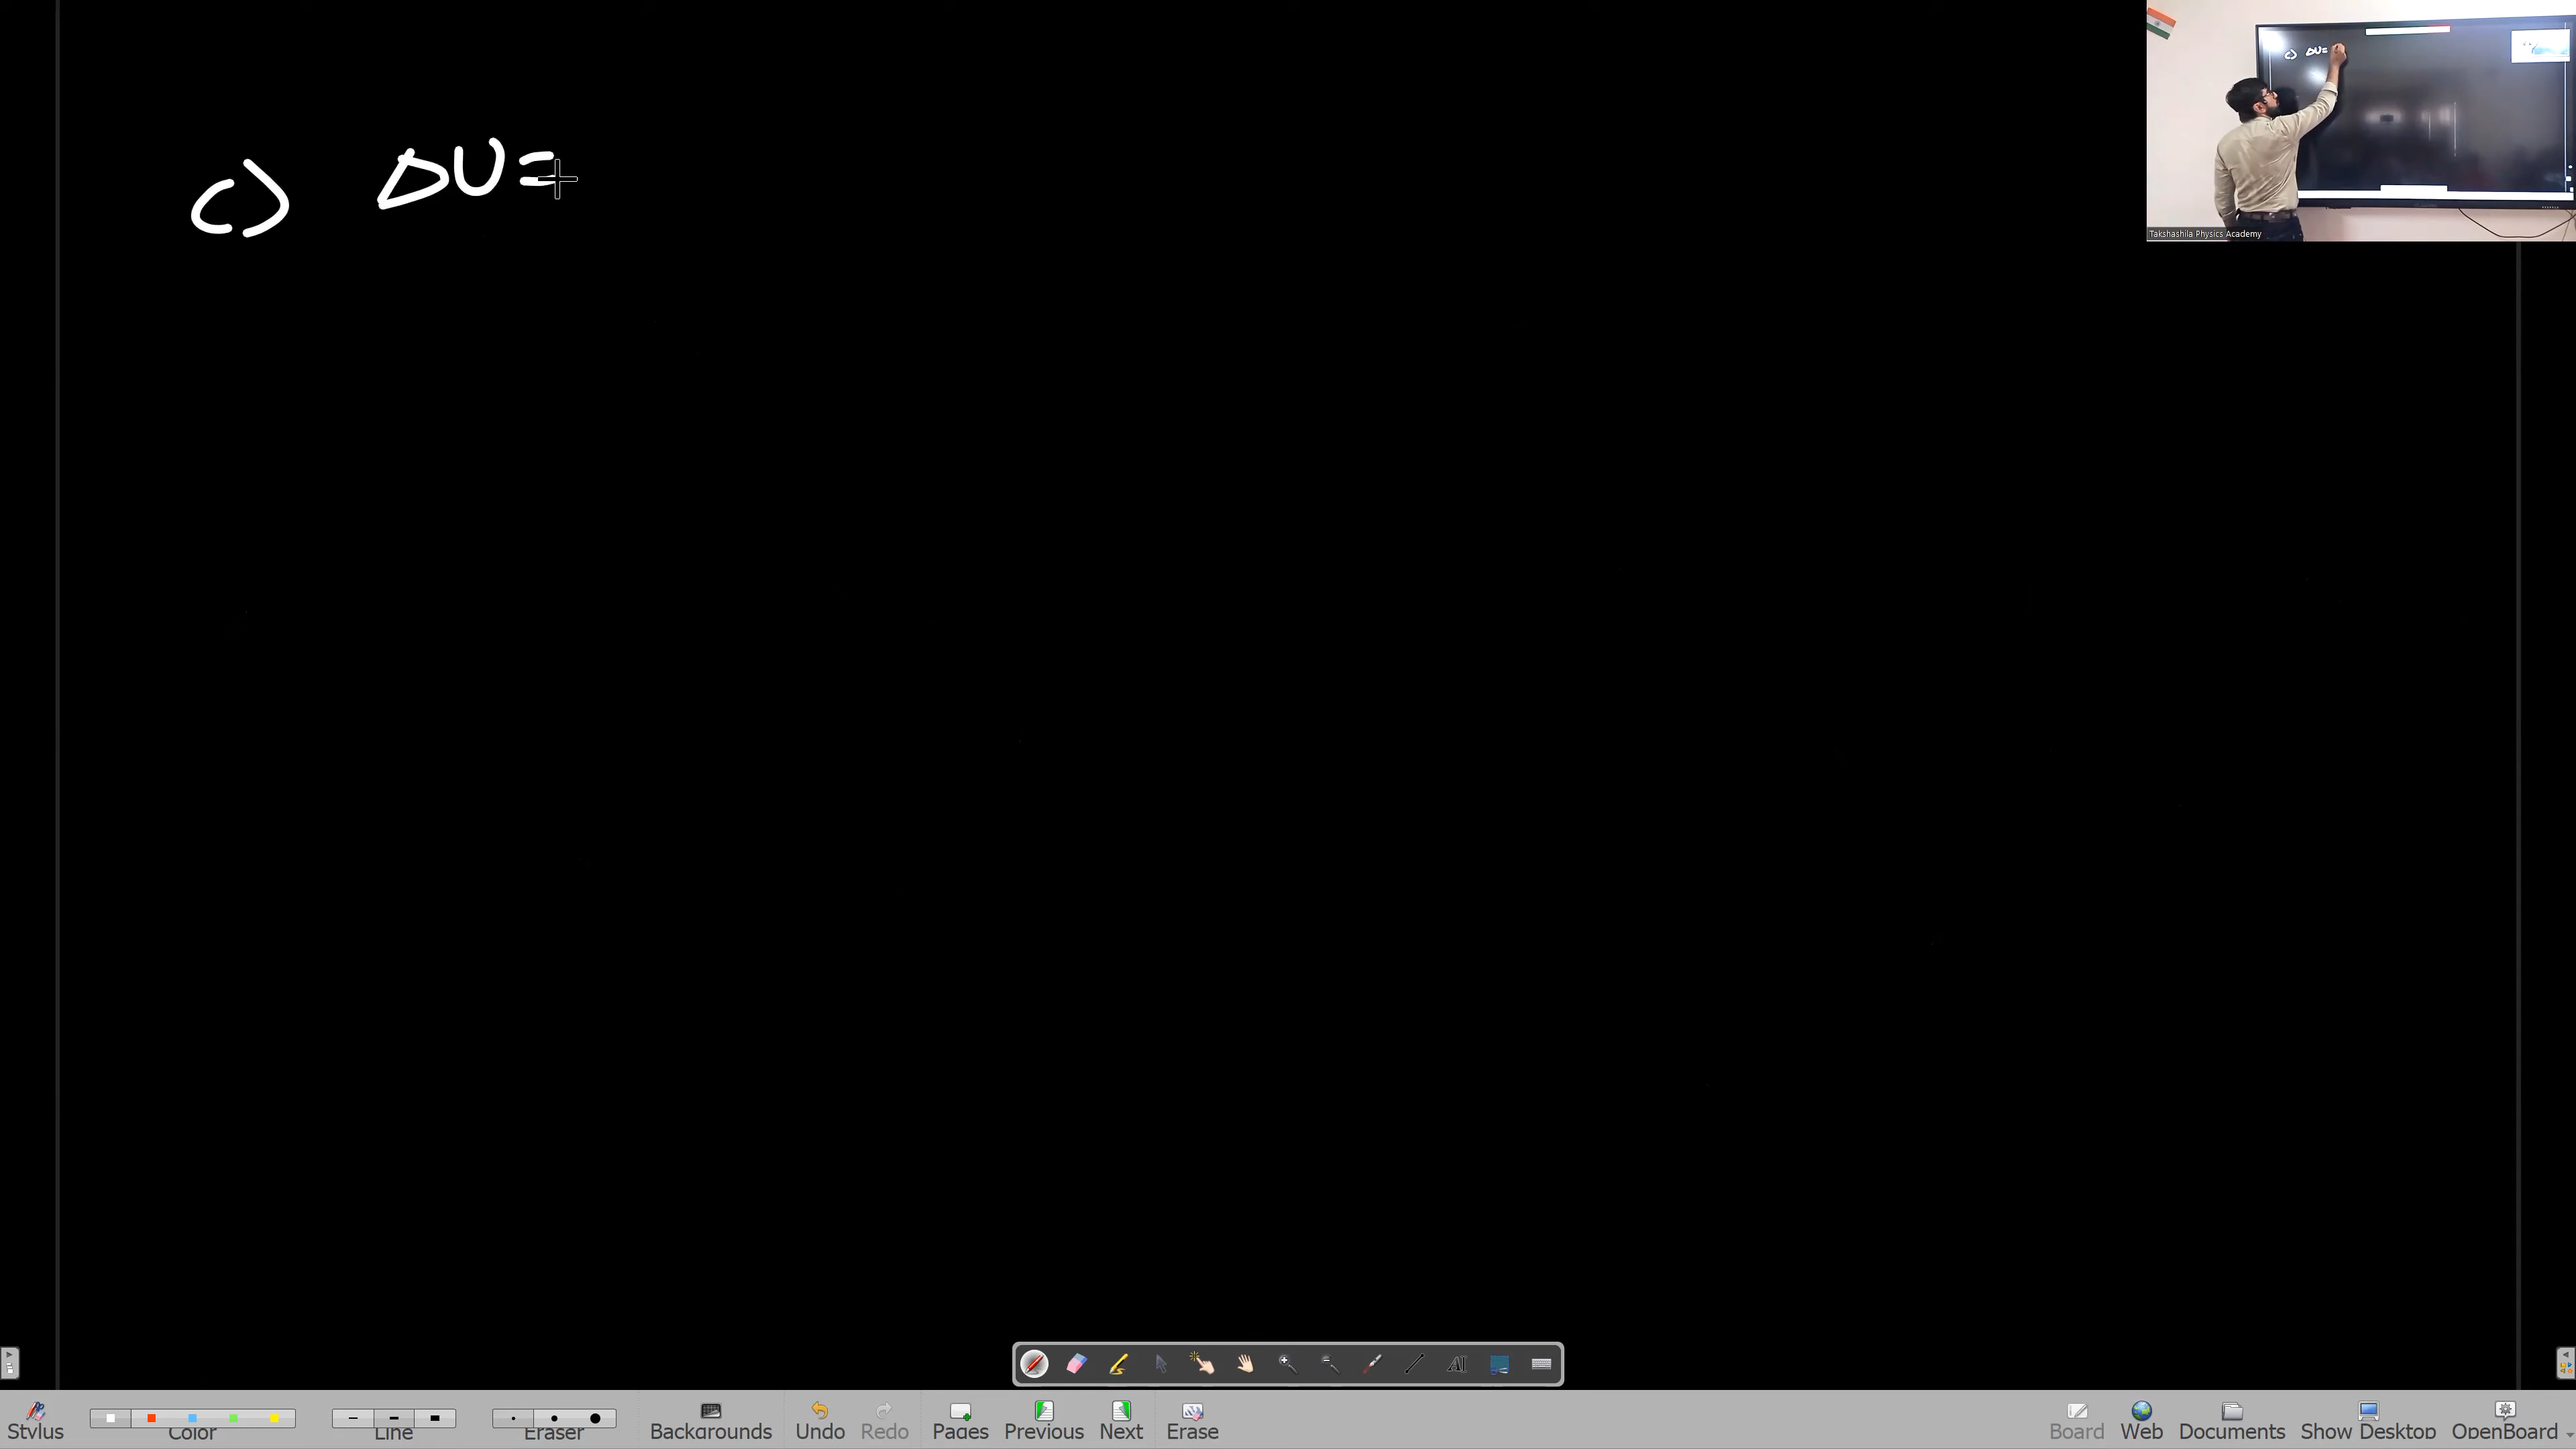 c) ΔU=
c) ΔU=
Takshashila Physics Academy
Stylus Color Line Eraser Backgrounds Undo Redo Pages Previous Next Erase Board Web Documents Show Desktop OpenBoard